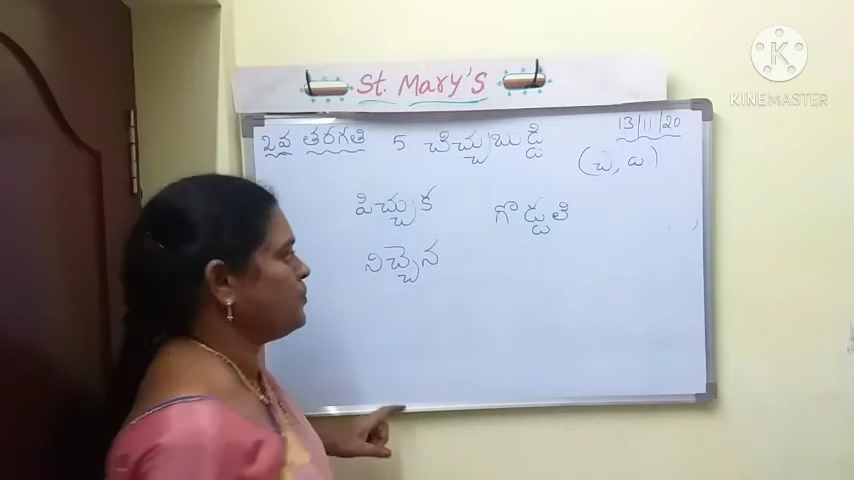 St. Mary's
KINEMASTER
2వ తరగతి 5. చిచ్చుబుడ్డి 13/11/20
(చ, డ)
పిచ్చుక గొడ్డలి
నిచ్చెన